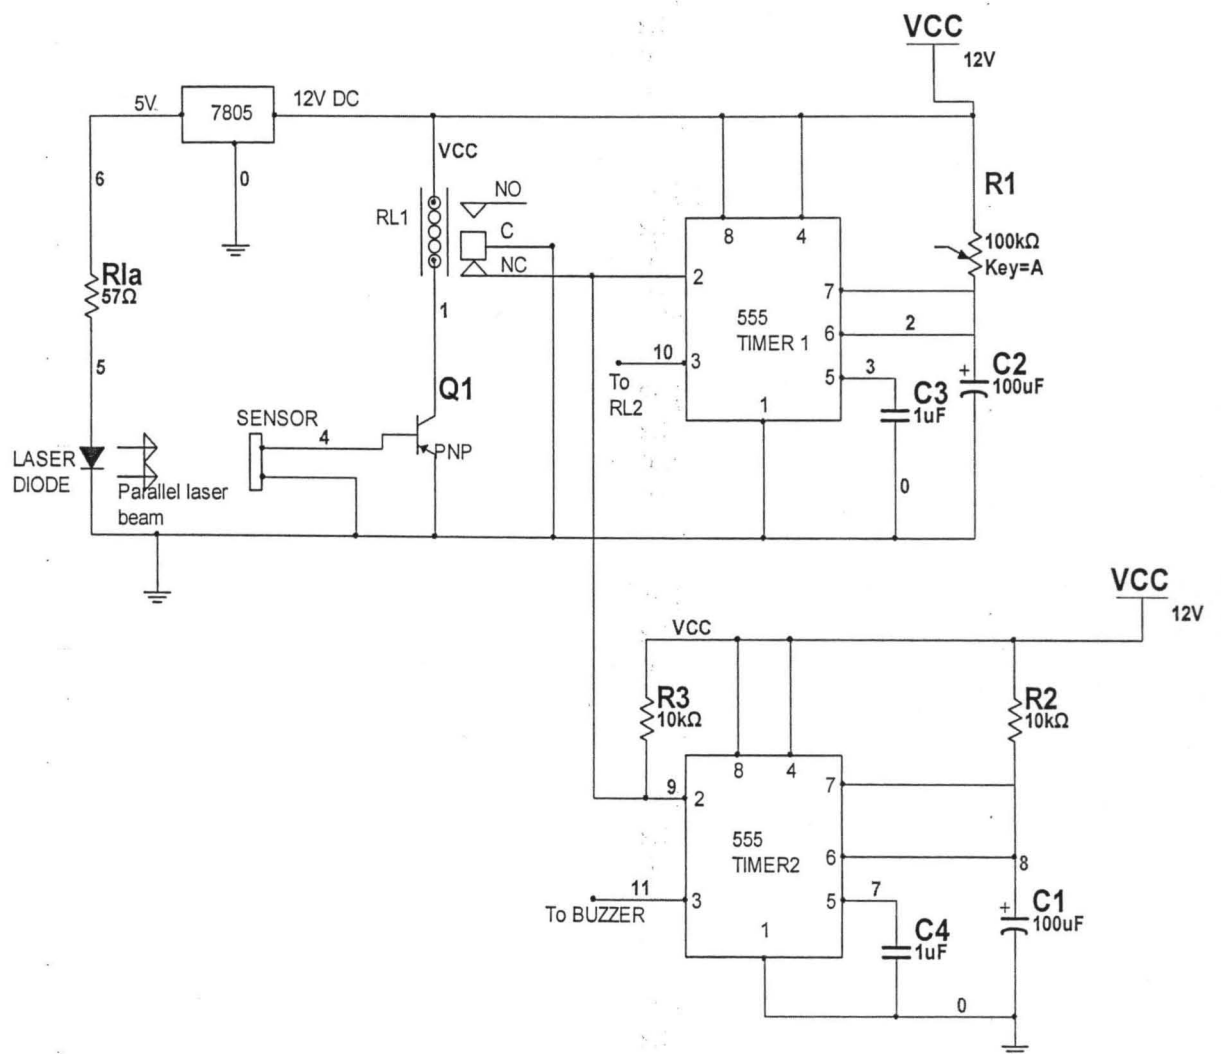 VCC
12V
5V
7805
12V DC
6
0
VCC
NO
RL1
C
NC
R1
8
4
100kΩ
Key=A
RIa
57Ω
2
7
1
555
TIMER 1
6
2
5
10
3
To
RL2
5
3
C2
100uF
C3
1uF
Q1
1
SENSOR
4
PNP
LASER
DIODE
Parallel laser
beam
0
VCC
12V
VCC
R3
10kΩ
R2
10kΩ
8
4
7
9
2
555
TIMER2
6
8
11
3
To BUZZER
5
7
C1
100uF
1
C4
1uF
0